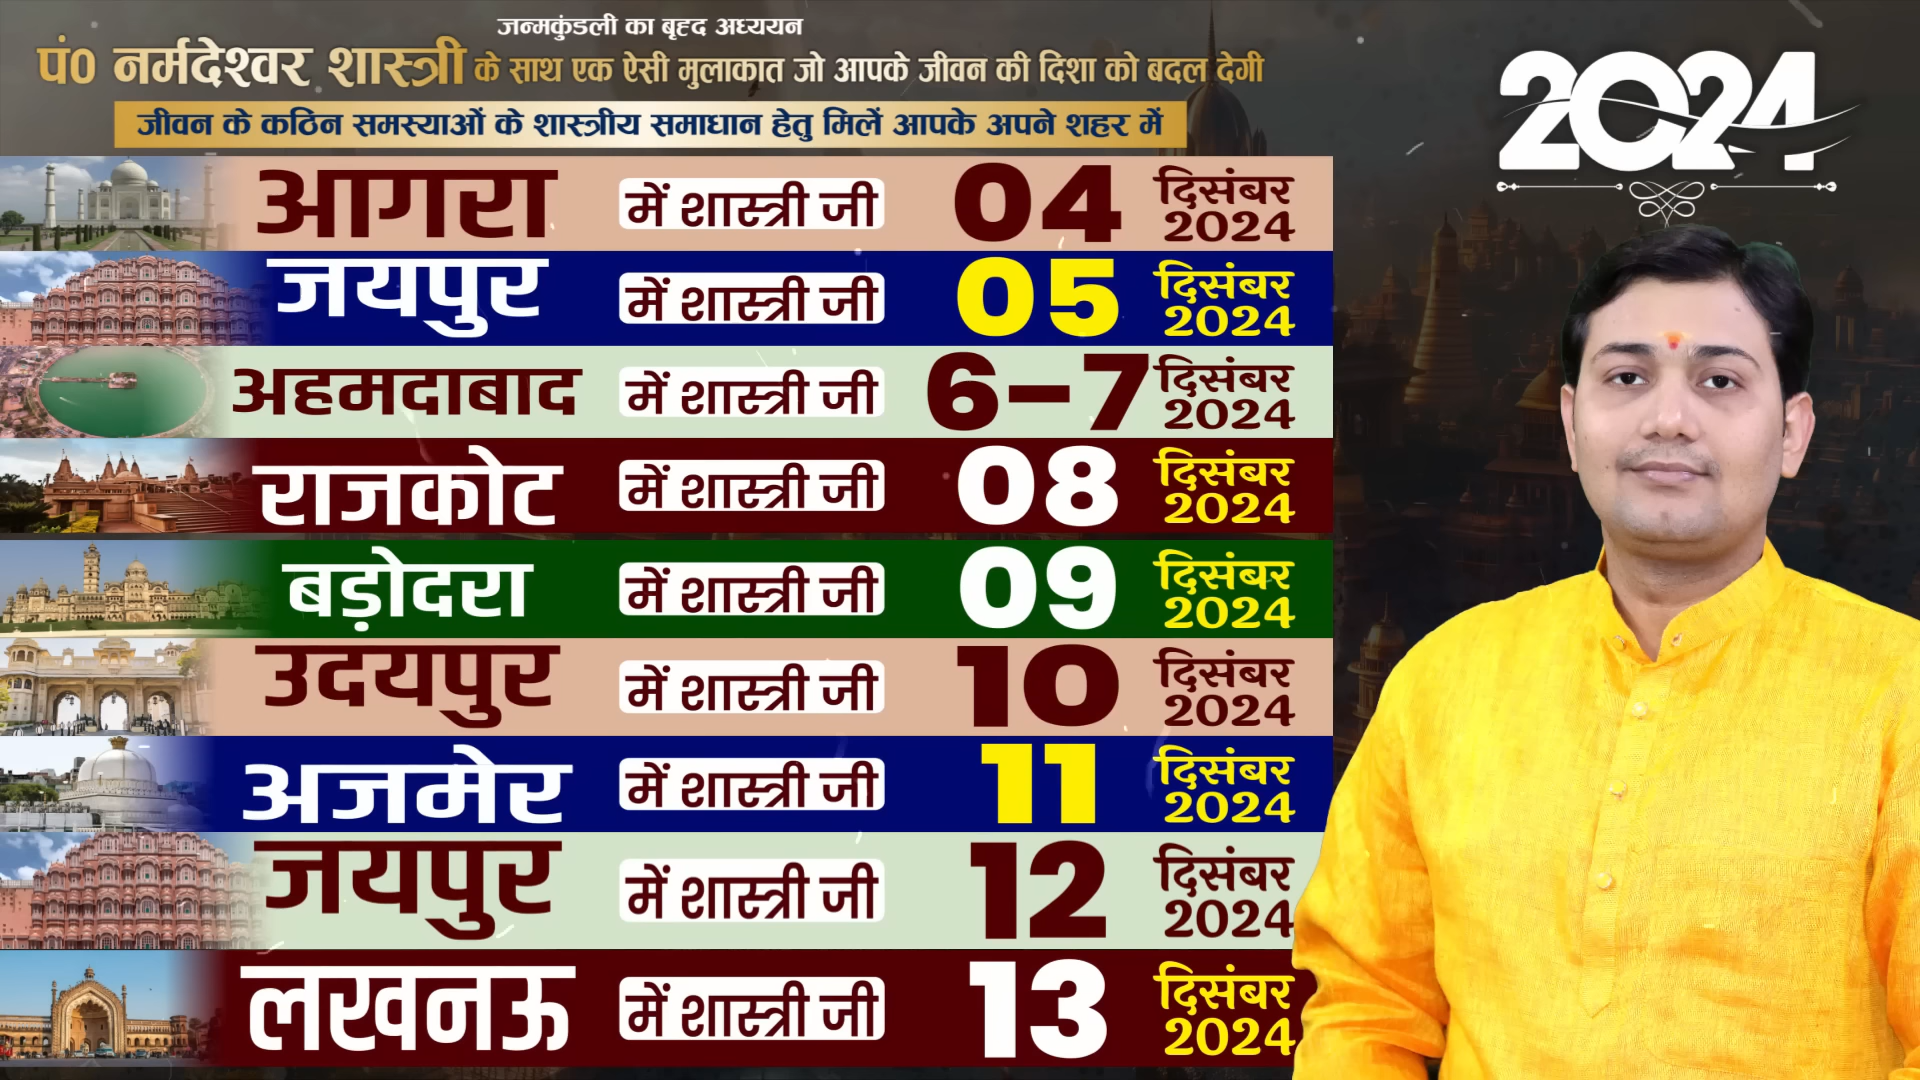 जन्मकुंडली का बृहद अध्ययन
पं० नर्मदेश्वर शास्त्री के साथ एक ऐसी मुलाकात जो आपके जीवन की दिशा को बदल देगी
जीवन के कठिन समस्याओं के शास्त्रीय समाधान हेतु मिलें आपके अपने शहर में
2024
आगरा में शास्त्री जी 04 दिसंबर 2024
जयपुर में शास्त्री जी 05 दिसंबर 2024
अहमदाबाद में शास्त्री जी 6-7 दिसंबर 2024
राजकोट में शास्त्री जी 08 दिसंबर 2024
बड़ोदरा में शास्त्री जी 09 दिसंबर 2024
उदयपुर में शास्त्री जी 10 दिसंबर 2024
अजमेर में शास्त्री जी 11 दिसंबर 2024
जयपुर में शास्त्री जी 12 दिसंबर 2024
लखनऊ में शास्त्री जी 13 दिसंबर 2024